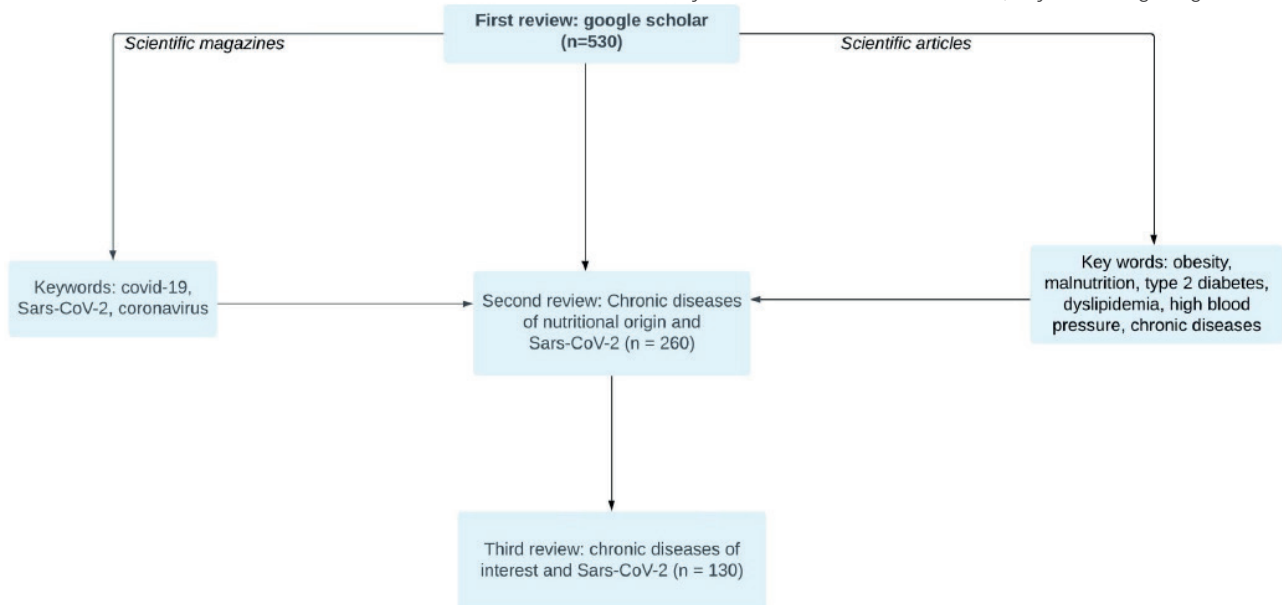 First review: google scholar
(n=530)
Scientific magazines
Scientific articles
Keywords: covid-19,
Sars-CoV-2, coronavirus
Second review: Chronic diseases
of nutritional origin and
Sars-CoV-2 (n = 260)
Key words: obesity,
malnutrition, type 2 diabetes,
dyslipidemia, high blood
pressure, chronic diseases
Third review: chronic diseases of
interest and Sars-CoV-2 (n = 130)